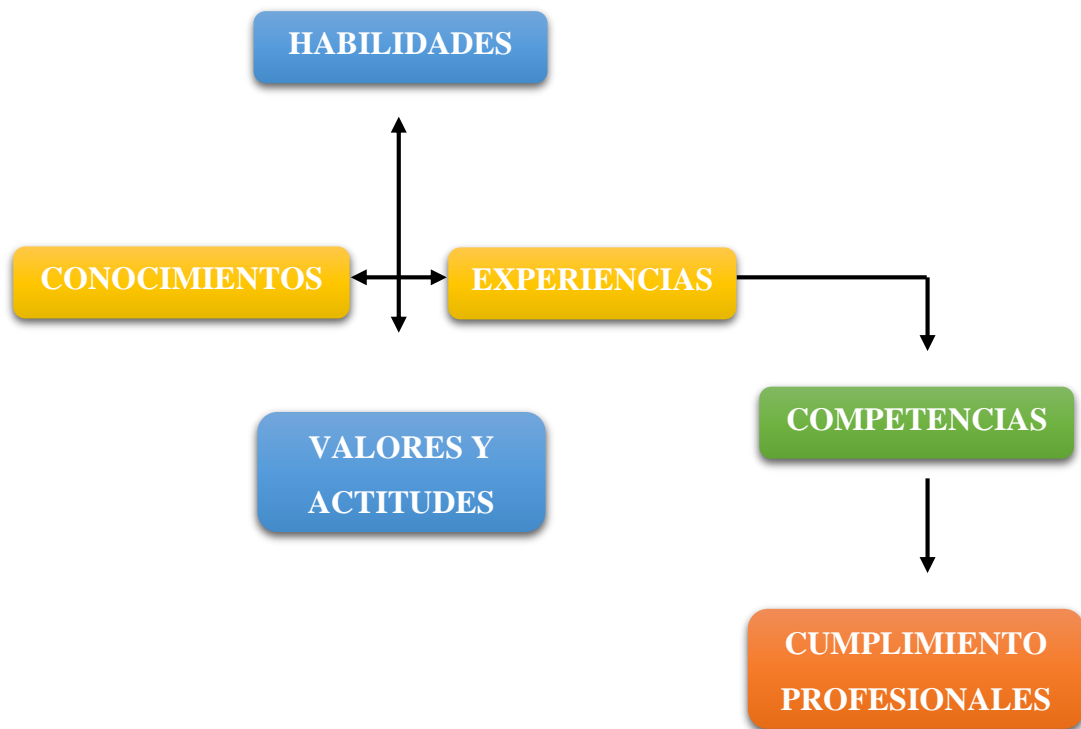 HABILIDADES
CONOCIMIENTOS
EXPERIENCIAS
COMPETENCIAS
VALORES Y
ACTITUDES
CUMPLIMIENTO
PROFESIONALES